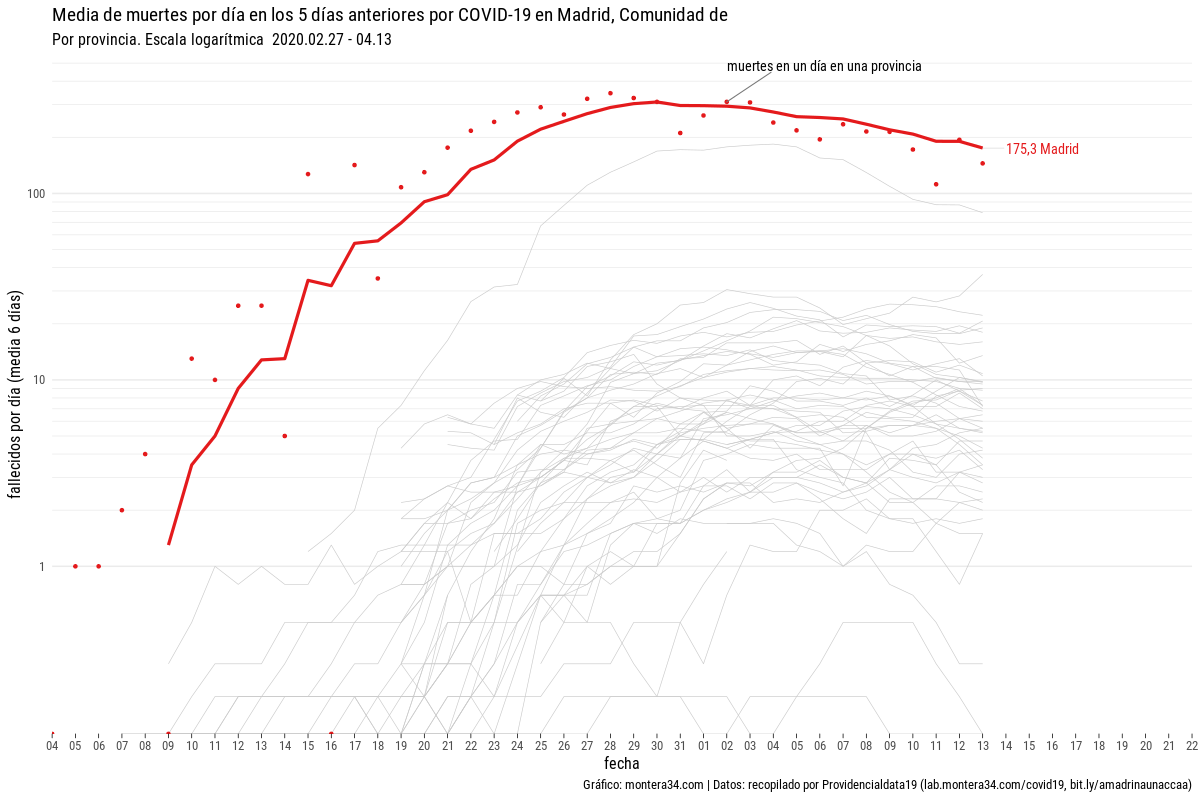 Media de muertes por día en los 5 días anteriores por COVID-19 en Madrid, Comunidad de
Por provincia. Escala logarítmica 2020.02.27 - 04.13
muertes en un día en una provincia
175,3 Madrid
fallecidos por día (media 6 días)
100
10
1
04 05 06 07 08 09 10 11 12 13 14 15 16 17 18 19 20 21 22 23 24 25 26 27 28 29 30 31 01 02 03 04 05 06 07 08 09 10 11 12 13 14 15 16 17 18 19 20 21 22
fecha
Gráfico: montera34.com | Datos: recopilado por Providencialdata19 (lab.montera34.com/covid19, bit.ly/amadrinaunaccaa)